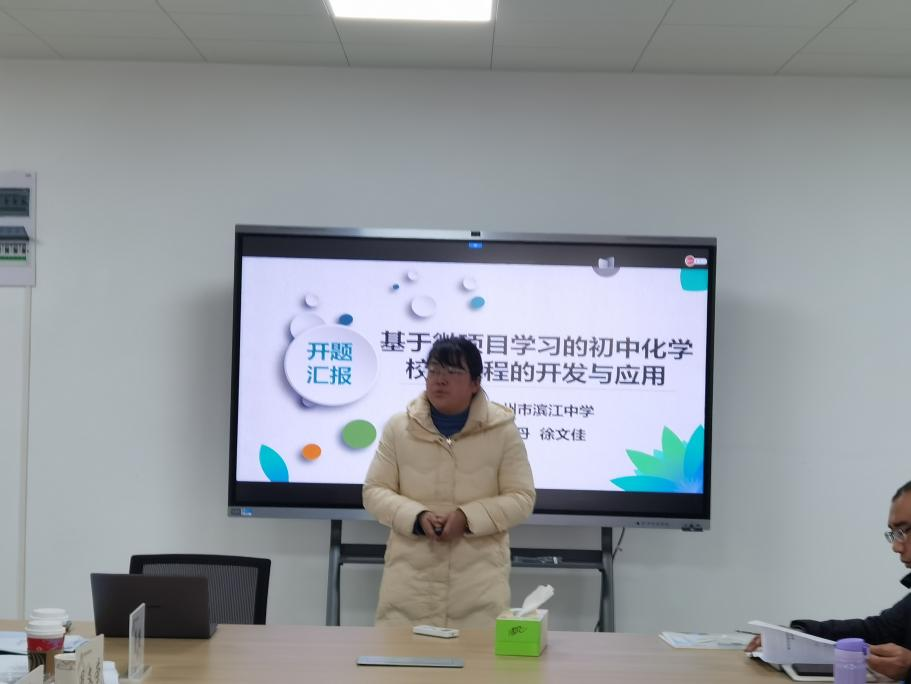 开题
汇报
基于微项目学习的初中化学
校 程的开发与应用
州市滨江中学
丹 徐文佳